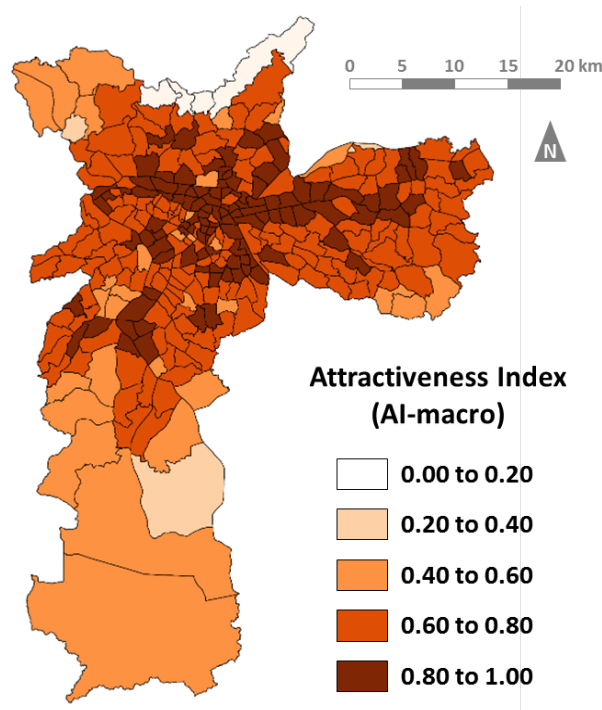 0 5 10 15 20 km
N
Attractiveness Index
(AI-macro)
0.00 to 0.20
0.20 to 0.40
0.40 to 0.60
0.60 to 0.80
0.80 to 1.00